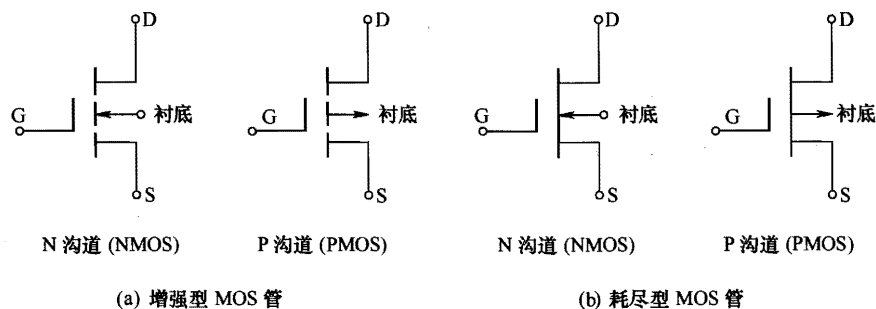 D D D D
G 衬底 G 衬底 G 衬底 G 衬底
S S S S
N 沟道 (NMOS) P 沟道 (PMOS) N 沟道 (NMOS) P 沟道 (PMOS)
(a) 增强型 MOS 管 (b) 耗尽型 MOS 管